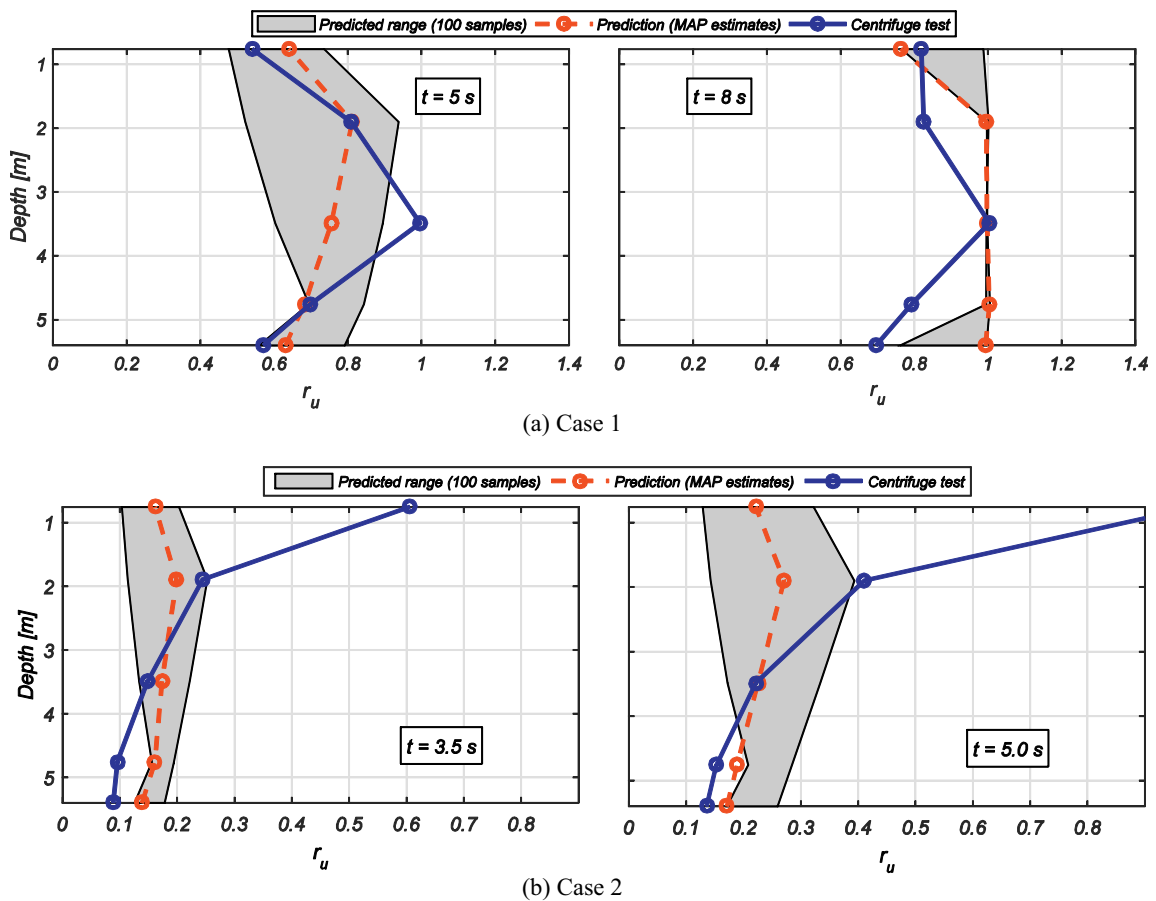 Predicted range (100 samples) Prediction (MAP estimates) Centrifuge test
Depth [m]
1
2
3
4
5
t = 5 s
0 0.2 0.4 0.6 0.8 1 1.2 1.4
r_u
t = 8 s
0 0.2 0.4 0.6 0.8 1 1.2 1.4
r_u
(a) Case 1
Predicted range (100 samples) Prediction (MAP estimates) Centrifuge test
Depth [m]
1
2
3
4
5
t = 3.5 s
0 0.1 0.2 0.3 0.4 0.5 0.6 0.7 0.8
r_u
t = 5.0 s
0 0.1 0.2 0.3 0.4 0.5 0.6 0.7 0.8
r_u
(b) Case 2